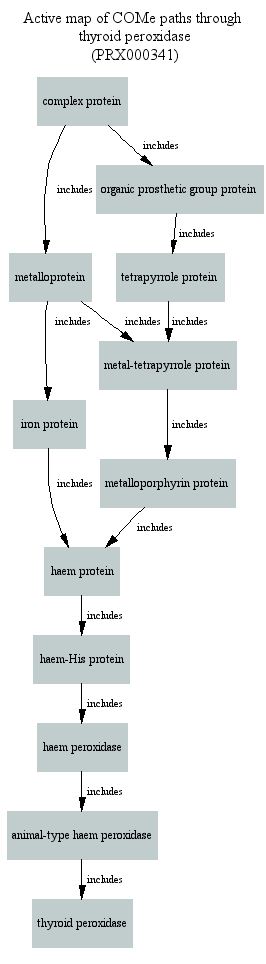 Active map of COMe paths through
thyroid peroxidase
(PRX000341)
complex protein
includes
includes
organic prosthetic group protein
includes
metalloprotein
tetrapyrrole protein
includes
includes
includes
metal-tetrapyrrole protein
iron protein
includes
metalloporphyrin protein
includes
includes
haem protein
includes
haem-His protein
includes
haem peroxidase
includes
animal-type haem peroxidase
includes
thyroid peroxidase